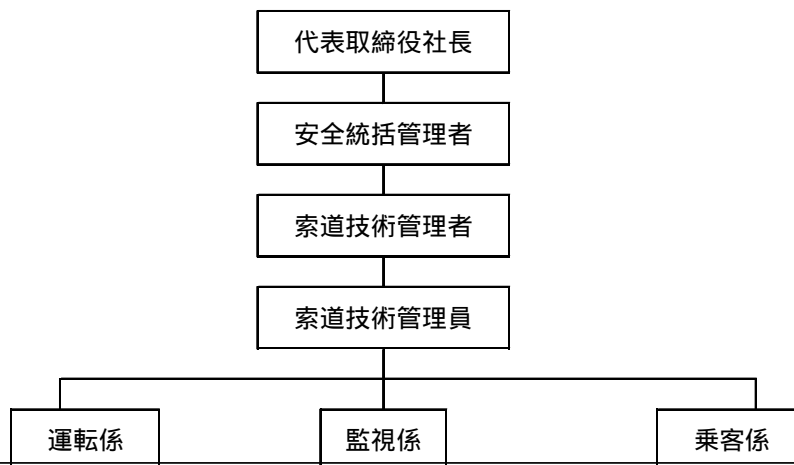 代表取締役社長
安全統括管理者
索道技術管理者
索道技術管理員
運転係
監視係
乗客係